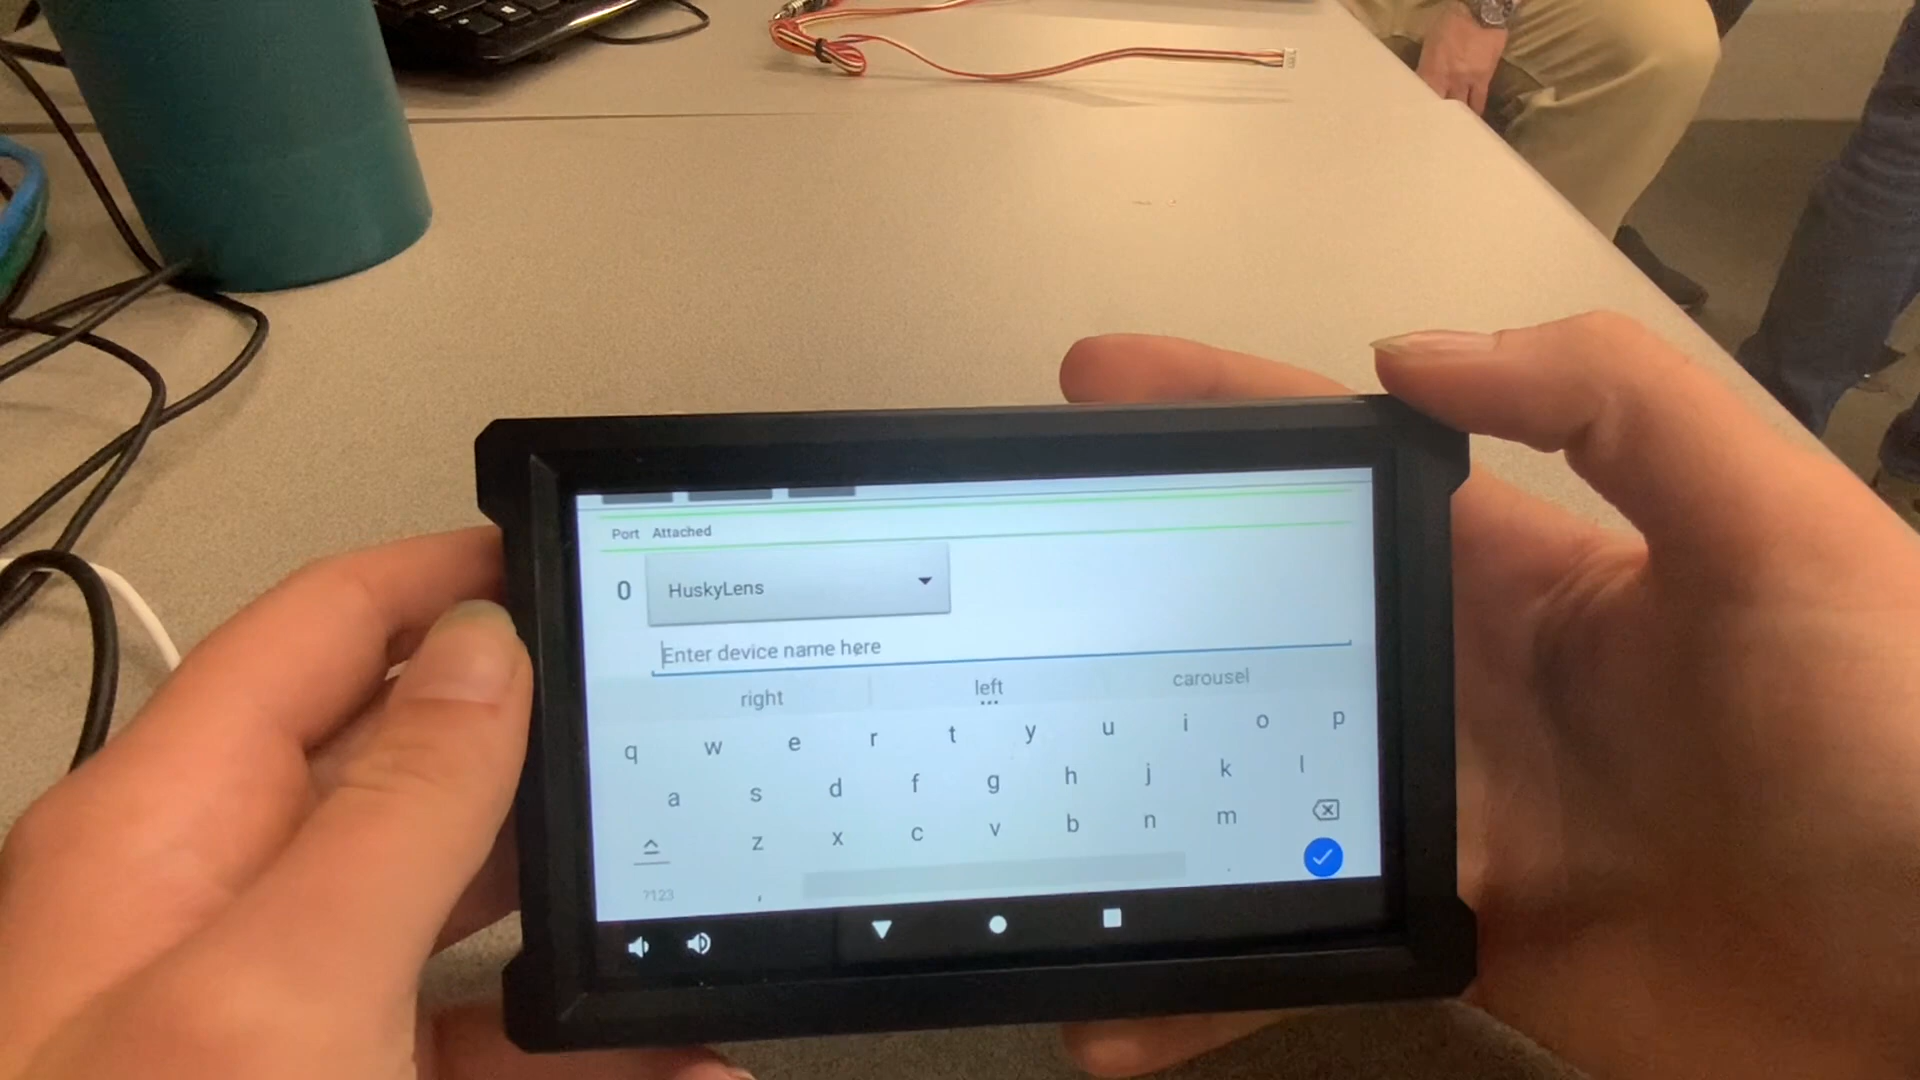 Port Attached
0 HuskyLens
Enter device name here
right left carousel
q w e r t y u i o p
a s d f g h j k l
z x c v b n m
?123 , .